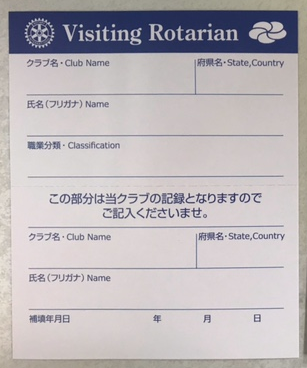 Visiting Rotarian
クラブ名・Club Name 府県名・State,Country
氏名(フリガナ)Name
職業分類・Classification
この部分は当クラブの記録となりますので
ご記入くださいませ。
クラブ名・Club Name 府県名・State,Country
氏名(フリガナ)Name
補填年月日 年 月 日